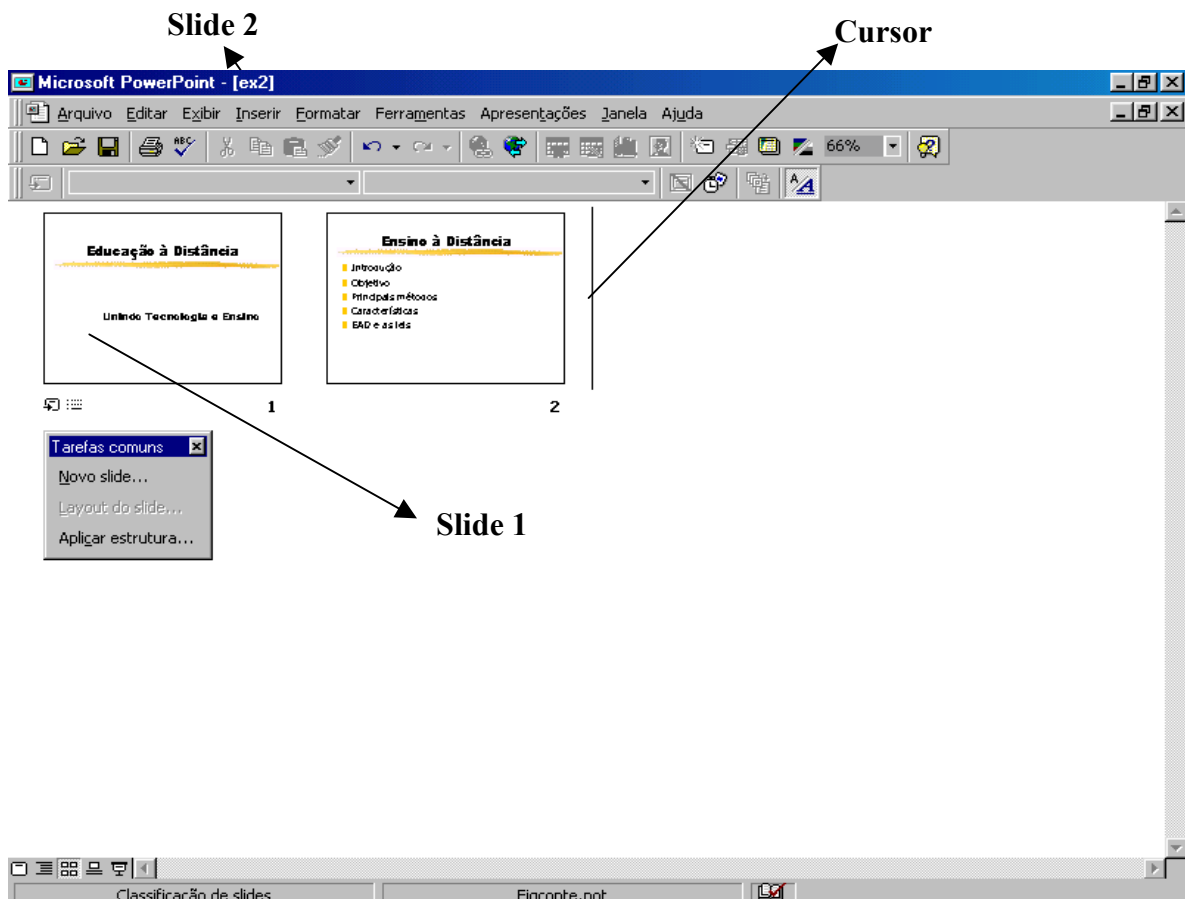 Slide 2
Cursor
Microsoft PowerPoint - [ex2]
Arquivo Editar Exibir Inserir Formatar Ferramentas Apresentações Janela Ajuda
ABC
66%
Educação à Distância
Unindo Tecnologia e Ensino
1
Ensino à Distância
Introdução
Objetivo
Principais métodos
Características
EAD e as leis
2
Tarefas comuns
Novo slide...
Layout do slide...
Aplicar estrutura...
Slide 1
Classificação de slides
Figconte.pot